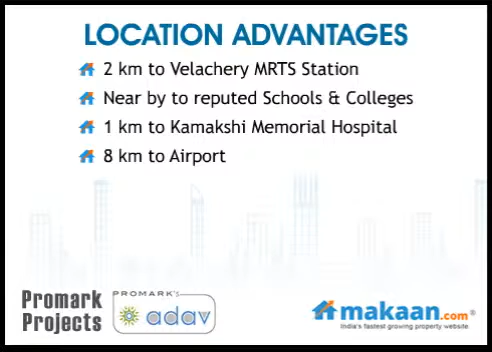 LOCATION ADVANTAGES
2 km to Velachery MRTS Station
Near by to reputed Schools & Colleges
1 km to Kamakshi Memorial Hospital
8 km to Airport
Promark
Projects
PROMARK'S
adav
makaan.com®
India's fastest growing property website